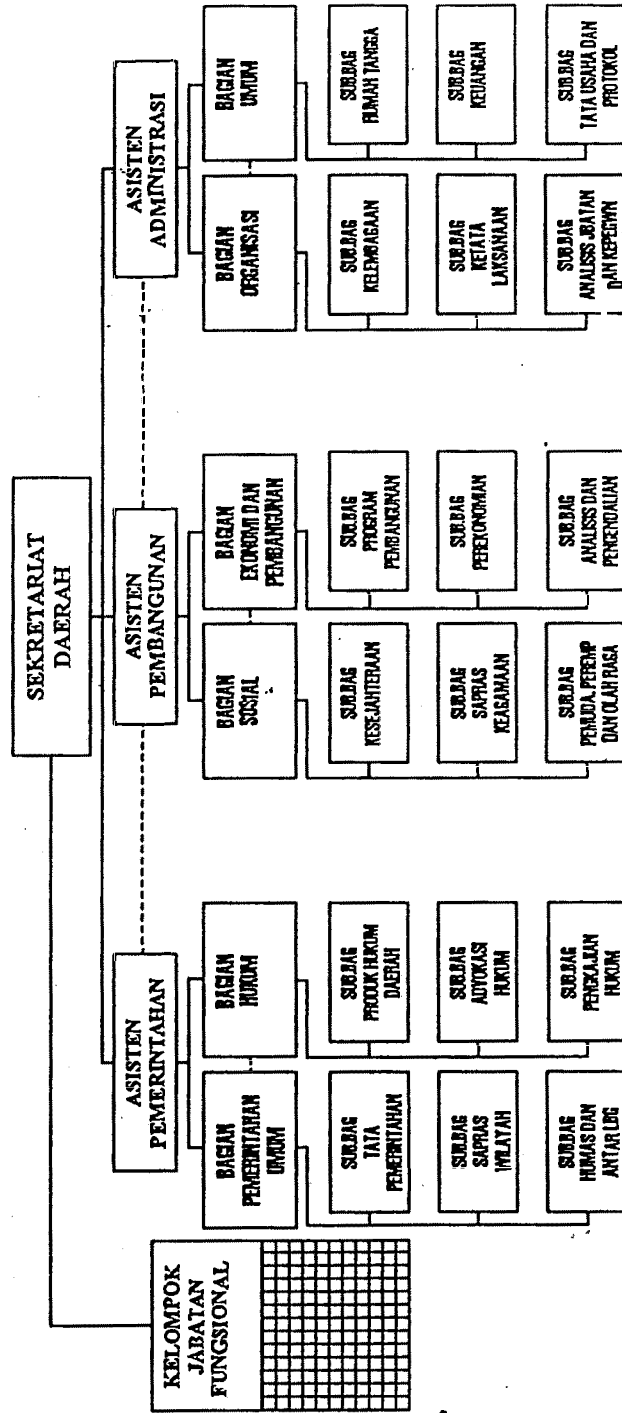 SEKRETARIAT
DAERAH
KELOMPOK
JABATAN
FUNGSIONAL
ASISTEN
PEMERINTAHAN
ASISTEN
PEMBANGUNAN
ASISTEN
ADMINISTRASI
BAGIAN
PEMERINTAHAN
UMUM
BAGIAN
HUKUM
BAGIAN
SOSIAL
BAGIAN
EKONOMI DAN
PEMBANGUNAN
BAGIAN
ORGANISASI
BAGIAN
UMUM
SUB.BAG
TATA
PEMERINTAHAN
SUB.BAG
PRODUK HUKUM
DAERAH
SUB.BAG
KESEJAHTERAAN
SUB.BAG
PROGRAM
PEMBANGUNAN
SUB.BAG
KELEMBAGAAN
SUB.BAG
RUMAH TANGGA
SUB.BAG
SAPRAS
WILAYAH
SUB.BAG
ADVOKASI
HUKUM
SUB.BAG
SAPRAS
KEAGAMAAN
SUB.BAG
PEREKONOMIAN
SUB.BAG
KETATA
LAKSANAAN
SUB.BAG
KEUANGAN
SUB.BAG
HUMAS DAN
ANTAR LBG
SUB.BAG
PENGKAJIAN
HUKUM
SUB.BAG
PEMUDA, PEREMP
DAN OLAH RAGA
SUB.BAG
ANALISIS DAN
PENGENDALIAN
SUB.BAG
ANALISIS JBATAN
DAN KEPEGWN
SUB.BAG
TATA USAHA DAN
PROTOKOL